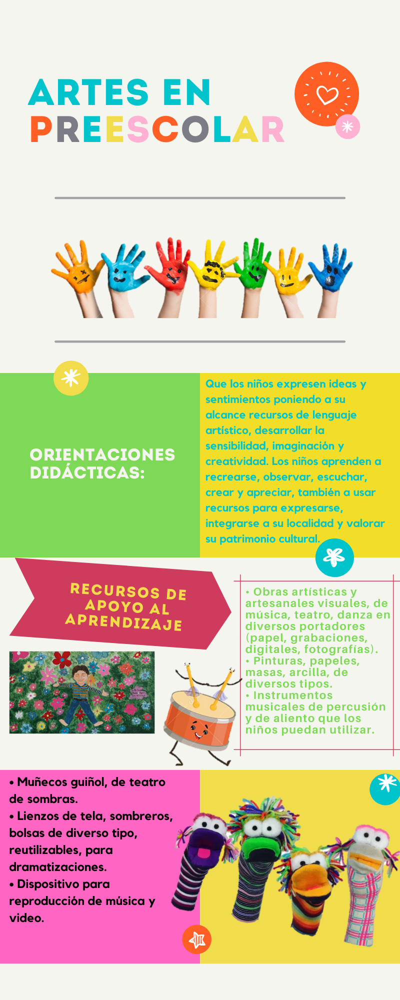 ARTES EN
PREESCOLAR
ORIENTACIONES
DIDÁCTICAS:
Que los niños expresen ideas y
sentimientos poniendo a su
alcance recursos de lenguaje
artístico, desarrollar la
sensibilidad, imaginación y
creatividad. Los niños aprenden a
recrearse, observar, escuchar,
crear y apreciar, también a usar
recursos para expresarse,
integrarse a su localidad y valorar
su patrimonio cultural.
RECURSOS DE
APOYO AL
APRENDIZAJE
• Obras artísticas y
artesanales visuales, de
música, teatro, danza en
diversos portadores
(papel, grabaciones,
digitales, fotografías).
• Pinturas, papeles,
masas, arcilla, de
diversos tipos.
• Instrumentos
musicales de percusión
y de aliento que los
niños puedan utilizar.
• Muñecos guiñol, de teatro
de sombras.
• Lienzos de tela, sombreros,
bolsas de diverso tipo,
reutilizables, para
dramatizaciones.
• Dispositivo para
reproducción de música y
video.